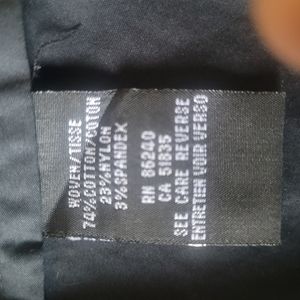 WOVEN/TISSE
74%COTTON/COTON
23%NYLON
3%SPANDEX
RN 86240
CA 51835
SEE CARE REVERSE
ENTRETIEN VOIR VERSO